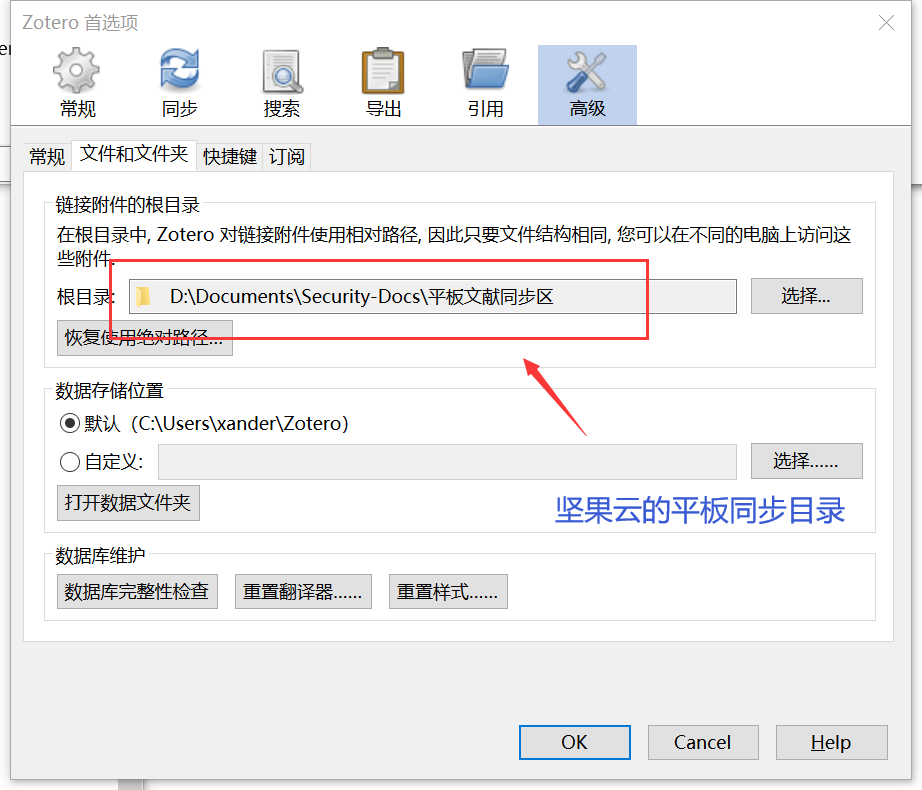 Zotero 首选项
常规 同步 搜索 导出 引用 高级
常规 文件和文件夹 快捷键 订阅
链接附件的根目录
在根目录中, Zotero 对链接附件使用相对路径, 因此只要文件结构相同, 您可以在不同的电脑上访问这
些附件.
根目录: D:\Documents\Security-Docs\平板文献同步区 选择...
恢复使用绝对路径...
数据存储位置
默认（C:\Users\xander\Zotero）
自定义: 选择......
打开数据文件夹
坚果云的平板同步目录
数据库维护
数据库完整性检查 重置翻译器...... 重置样式......
OK Cancel Help